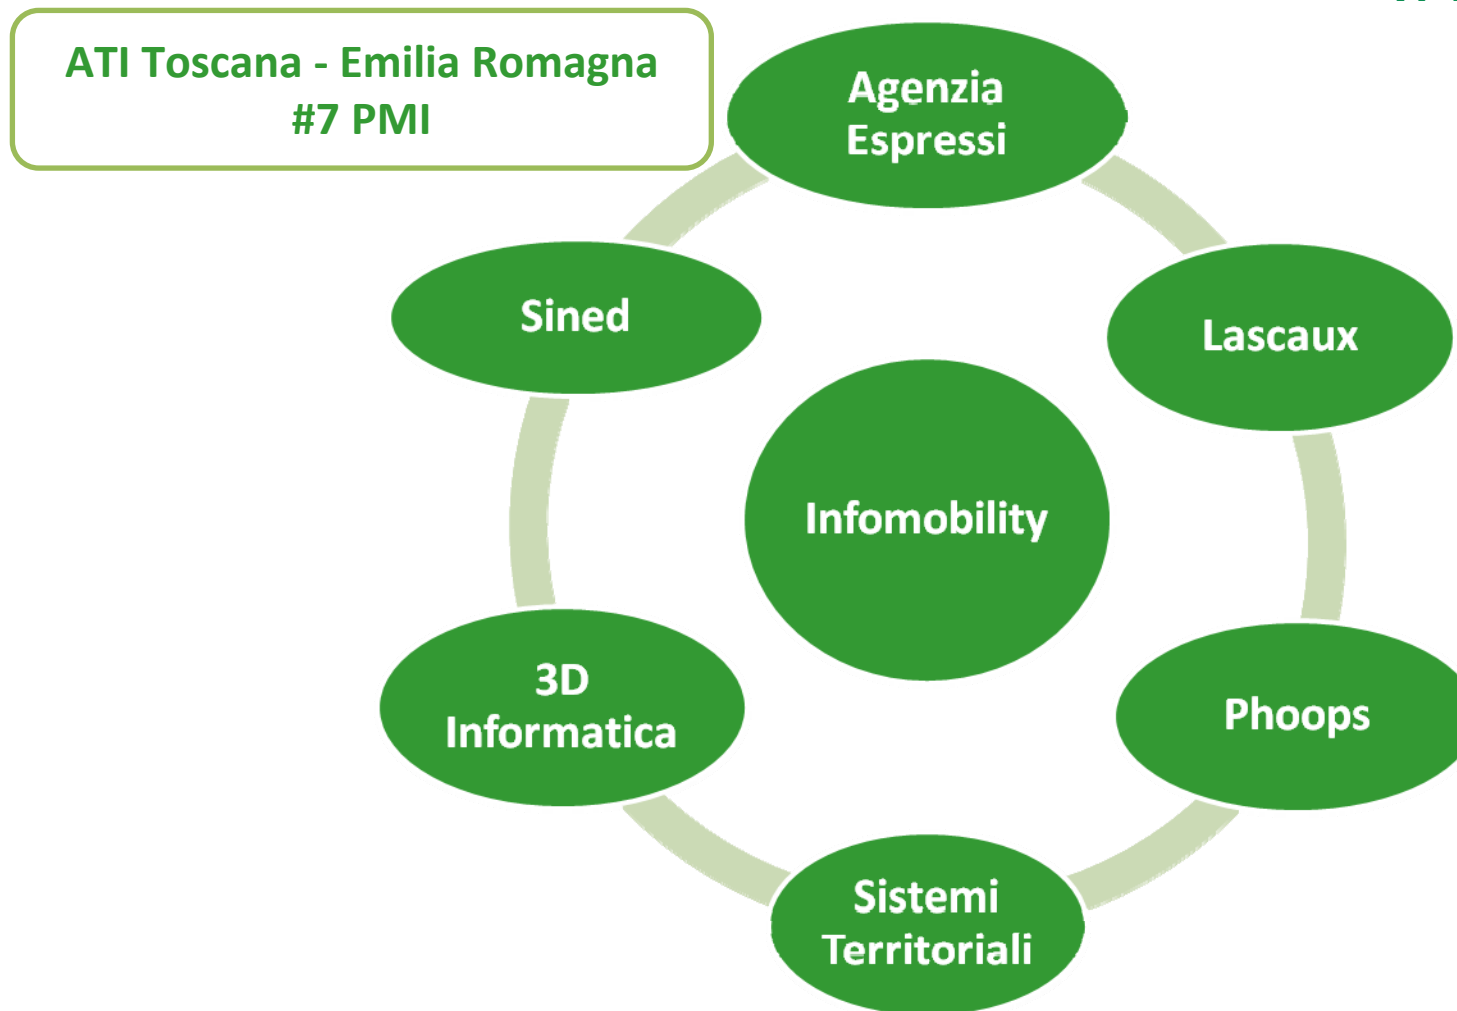 ATI Toscana - Emilia Romagna
#7 PMI
Agenzia
Espressi
Sined
Lascaux
Infomobility
3D
Informatica
Phoops
Sistemi
Territoriali